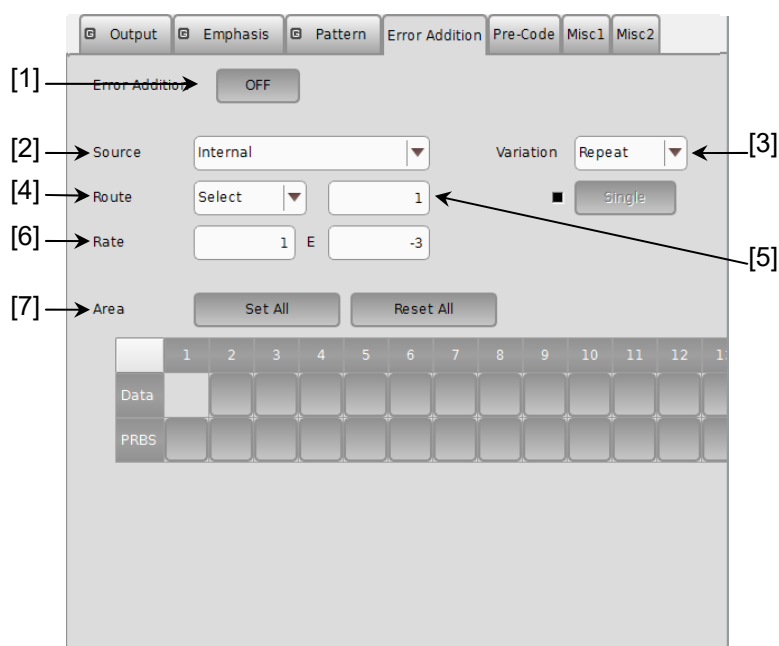 G Output G Emphasis G Pattern Error Addition Pre-Code Misc1 Misc2
[1] Error Addition OFF
[2] Source Internal Variation Repeat [3]
[4] Route Select 1 Single
[6] Rate 1 E -3 [5]
[7] Area Set All Reset All
1 2 3 4 5 6 7 8 9 10 11 12
Data
PRBS